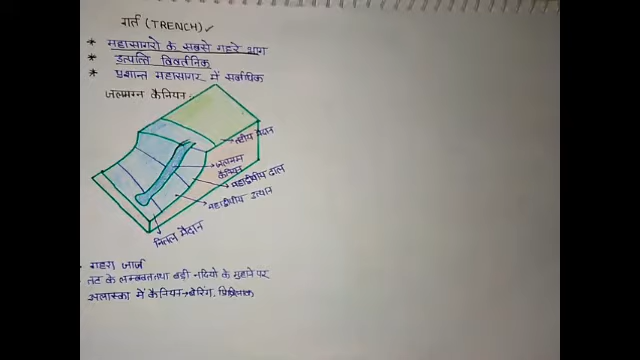 गर्त (TRENCH)
* महासागरो के सबसे गहरे भाग
* उत्पत्ति विवर्तनिक
* प्रशान्त महासागर में सर्वाधिक
जलमग्न कैनियन :
तटीय मैदान
जलमग्न
कैनियन
महाद्वीपीय ढाल
महाद्वीपीय उत्थान
नितल मैदान
गहरा जार्ज
तट के लम्बवत तथा बड़ी नदियो के मुहाने पर
अलास्का में कैनियन → बेरिंग,